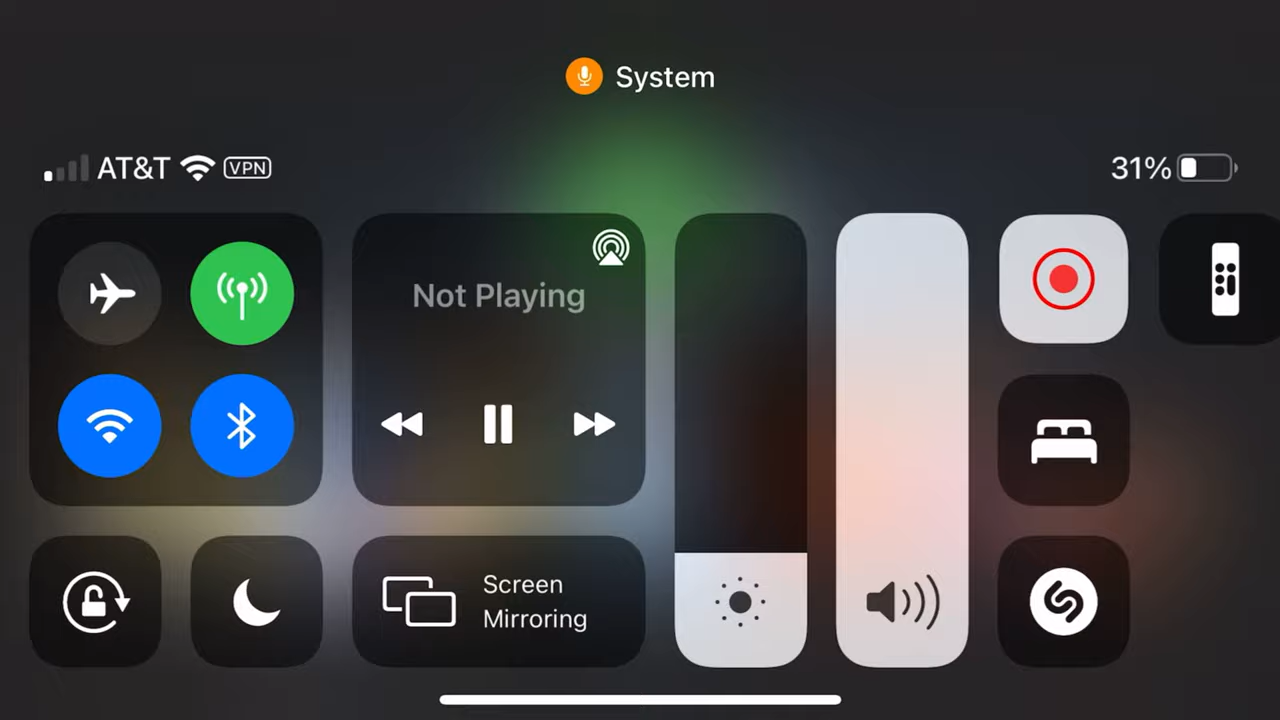 System
AT&T VPN
31%
Not Playing
Screen
Mirroring